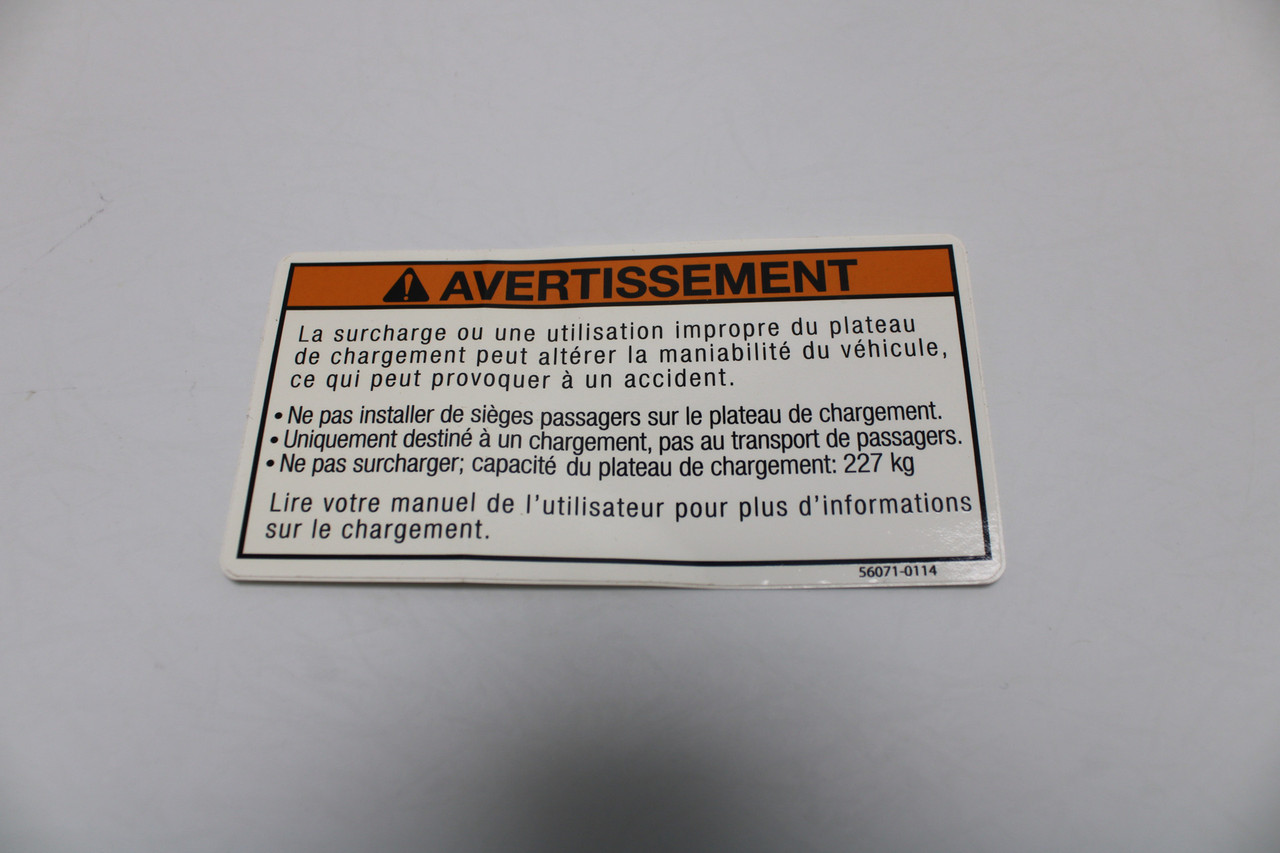 AVERTISSEMENT
La surcharge ou une utilisation impropre du plateau
de chargement peut altérer la maniabilité du véhicule,
ce qui peut provoquer à un accident.
• Ne pas installer de sièges passagers sur le plateau de chargement.
• Uniquement destiné à un chargement, pas au transport de passagers.
• Ne pas surcharger; capacité du plateau de chargement: 227 kg
Lire votre manuel de l'utilisateur pour plus d'informations
sur le chargement.
56071-0114